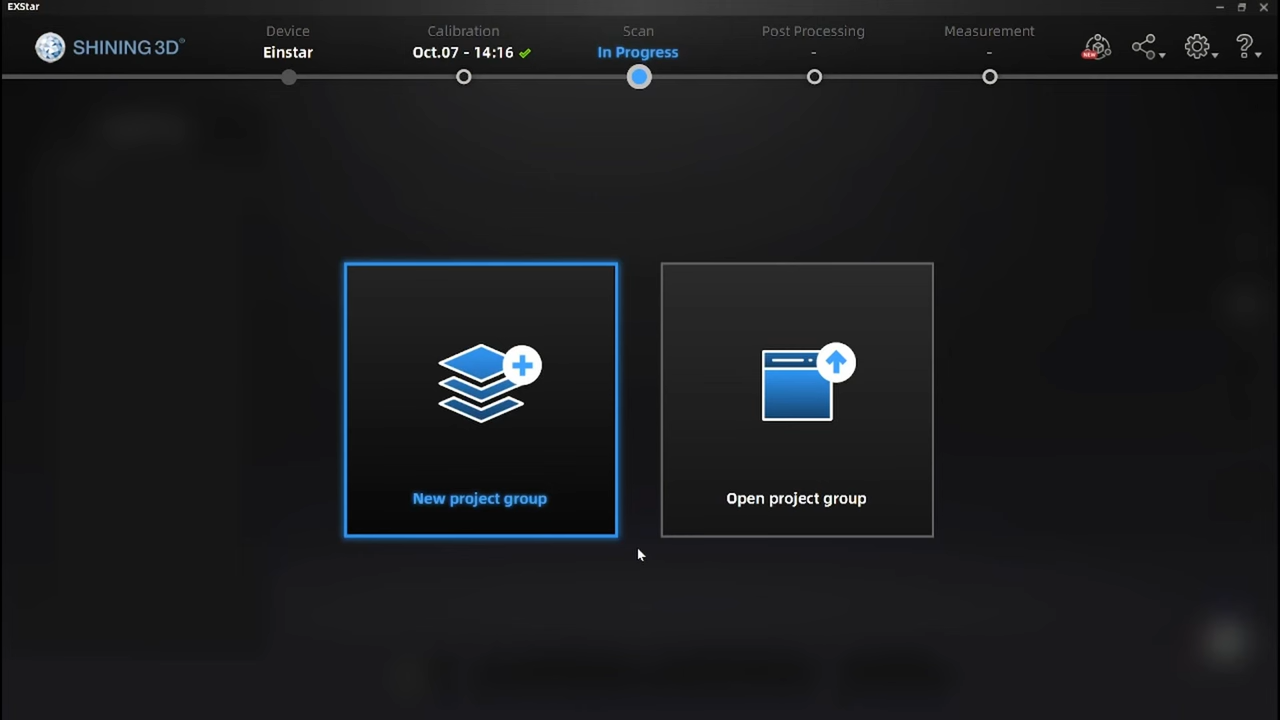 EXStar
SHINING 3D®
Device
Einstar
Calibration
Oct.07 - 14:16
Scan
In Progress
Post Processing
-
Measurement
-
NEW
?
New project group
Open project group